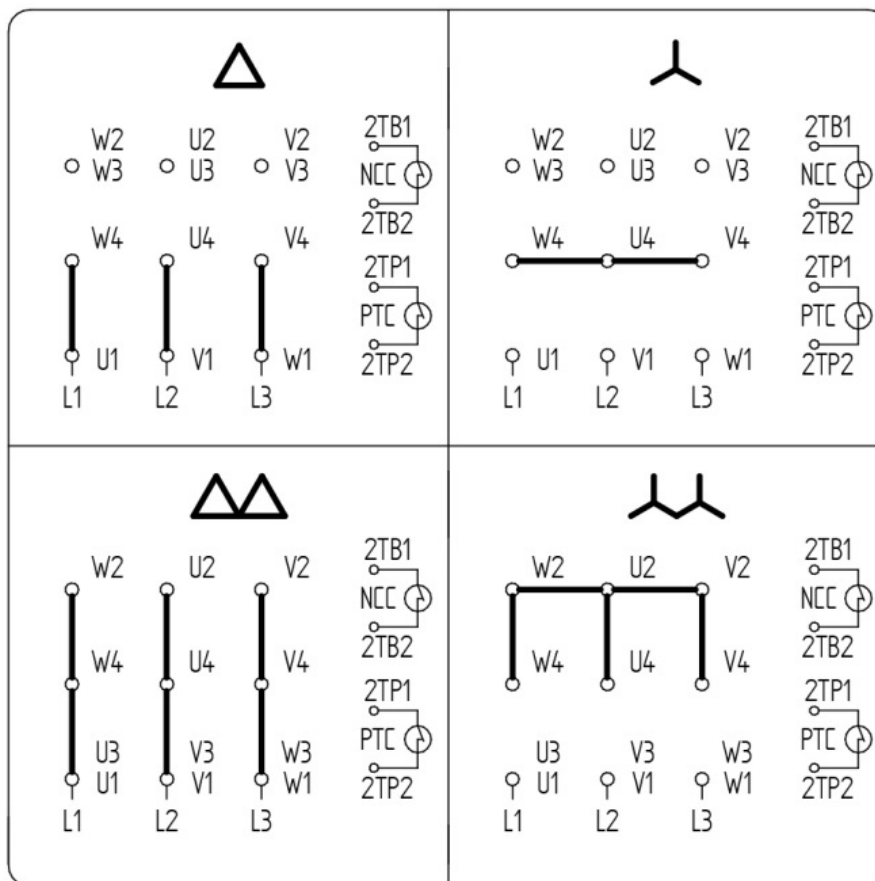 W2 U2 V2 2TB1
W3 U3 V3 NCC
2TB2
W4 U4 V4
2TP1
PTC
U1 V1 W1 2TP2
L1 L2 L3
W2 U2 V2 2TB1
W3 U3 V3 NCC
2TB2
W4 U4 V4
2TP1
PTC
U1 V1 W1 2TP2
L1 L2 L3
2TB1
W2 U2 V2
NCC
2TB2
W4 U4 V4
2TP1
U3 V3 W3 PTC
U1 V1 W1 2TP2
L1 L2 L3
2TB1
W2 U2 V2
NCC
2TB2
W4 U4 V4
2TP1
U3 V3 W3 PTC
U1 V1 W1 2TP2
L1 L2 L3